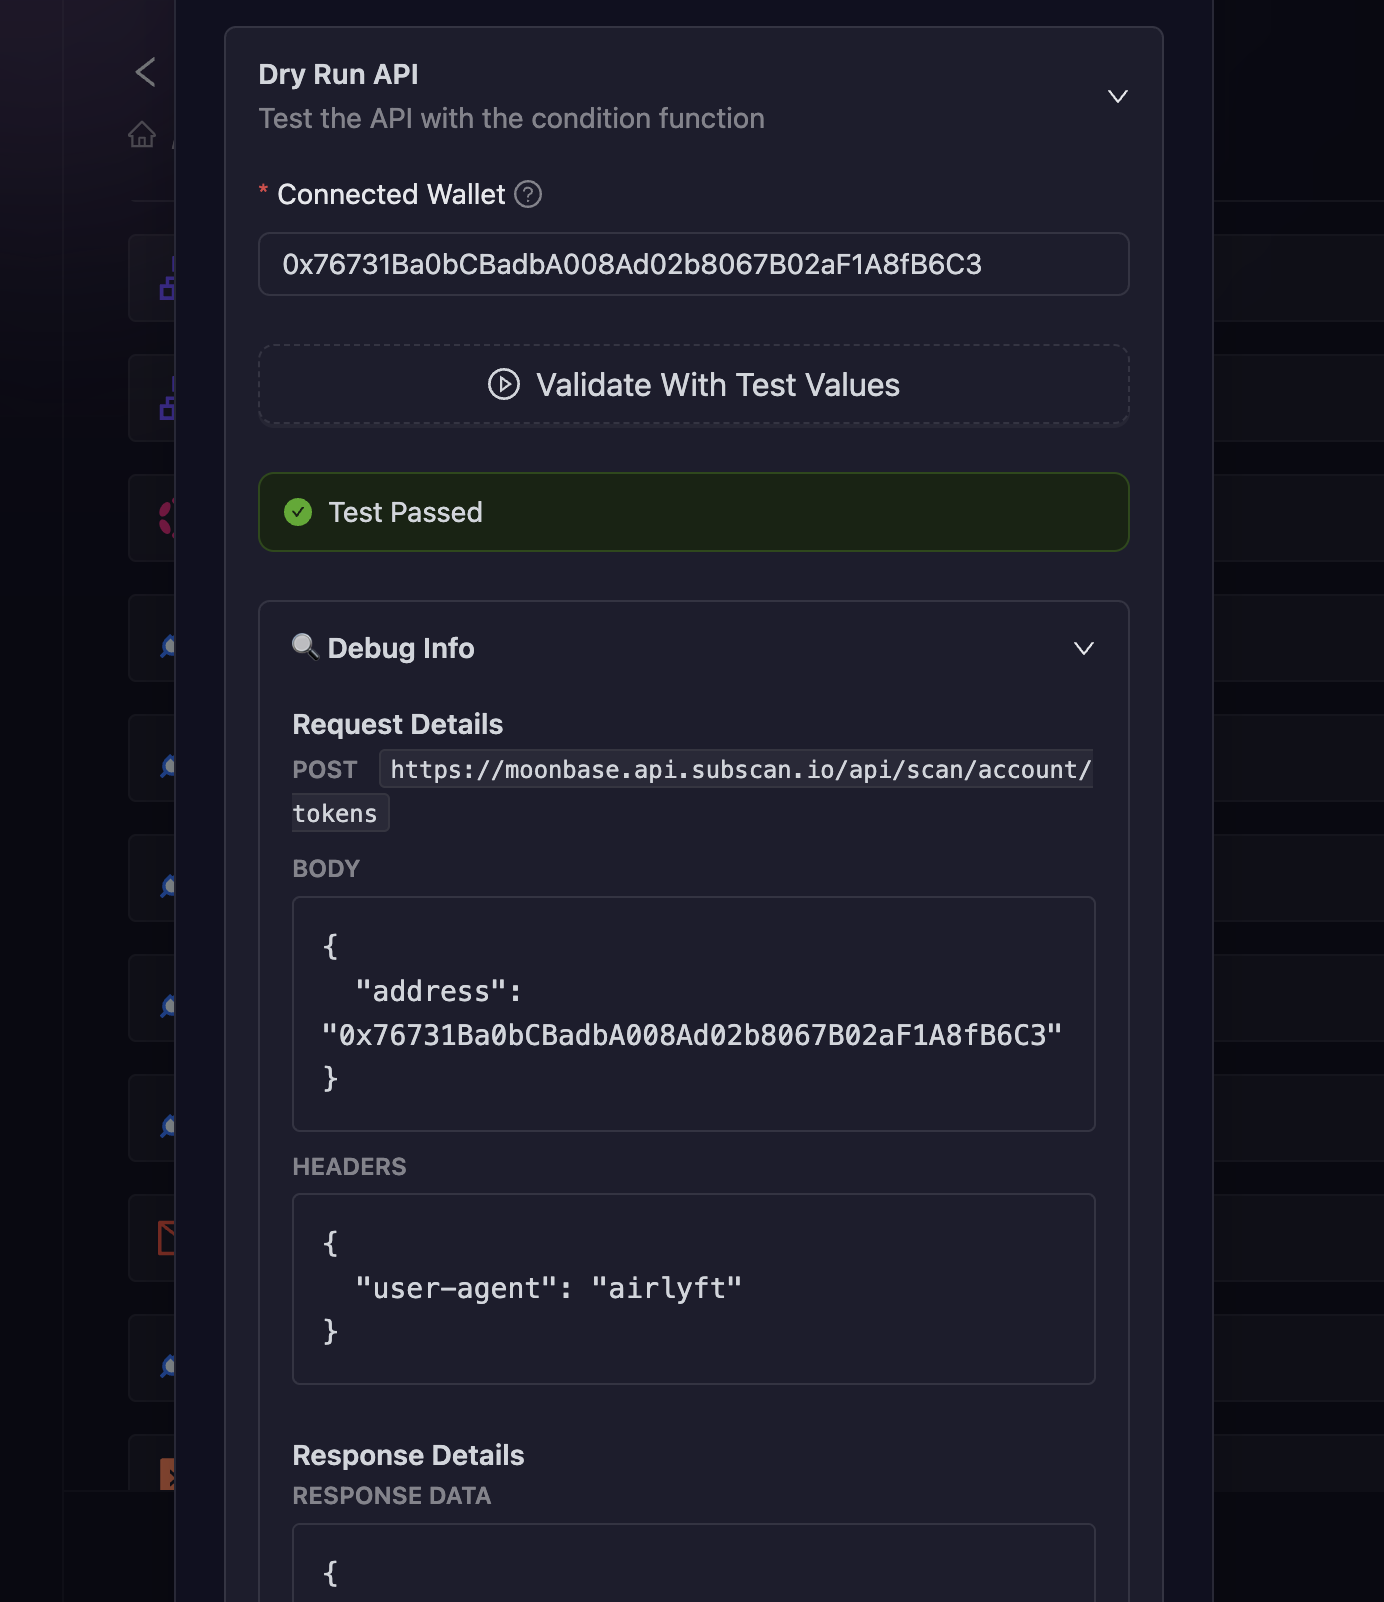 Dry Run API
Test the API with the condition function
* Connected Wallet
0x76731Ba0bCBadbA008Ad02b8067B02aF1A8fB6C3
Validate With Test Values
Test Passed
🔍 Debug Info
Request Details
POST https://moonbase.api.subscan.io/api/scan/account/
tokens
BODY
{
"address":
"0x76731Ba0bCBadbA008Ad02b8067B02aF1A8fB6C3"
}
HEADERS
{
"user-agent": "airlyft"
}
Response Details
RESPONSE DATA
{